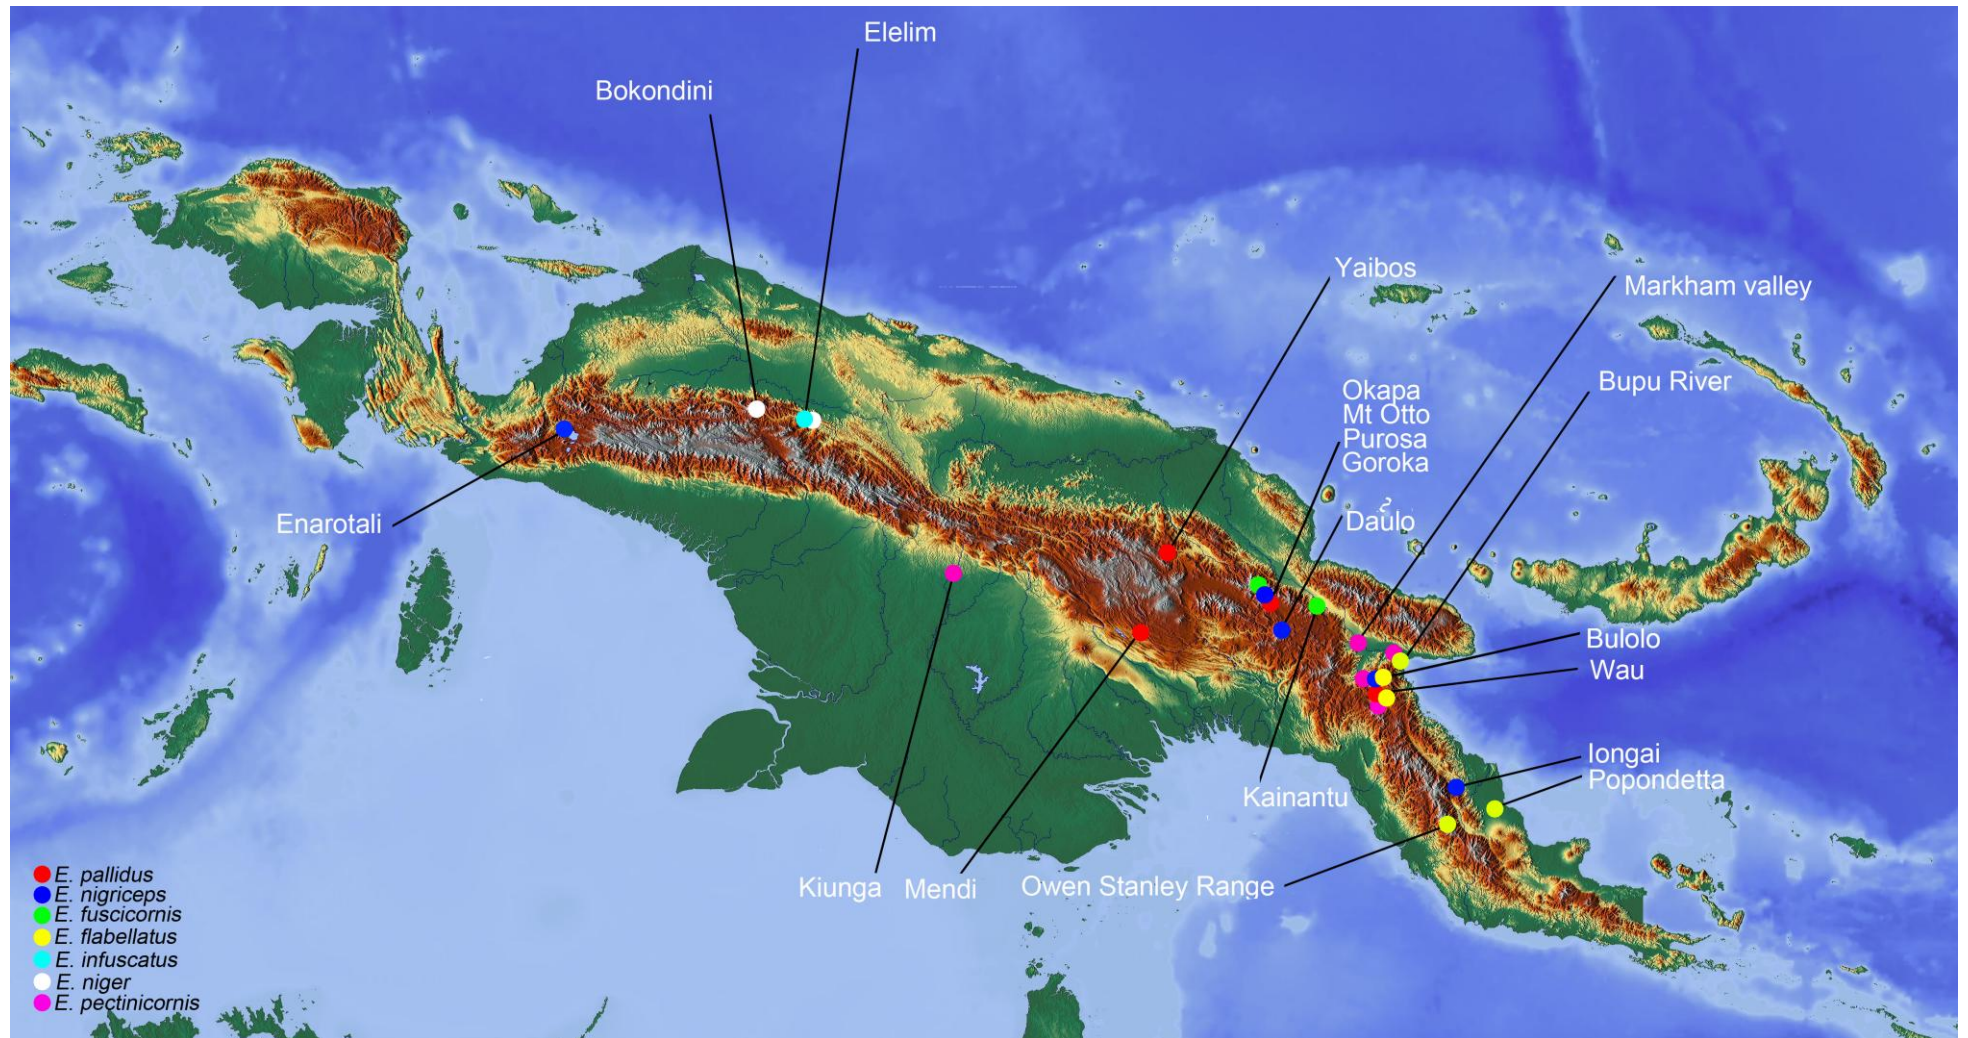 Elelim
Bokondini
Yaibos
Markham valley
Bupu River
Okapa
Mt Otto
Purosa
Goroka
Daulo
Enarotali
Bulolo
Wau
Iongai
Popondetta
Kainantu
Kiunga
Mendi
Owen Stanley Range
E. pallidus
E. nigriceps
E. fuscicornis
E. flabellatus
E. infuscatus
E. niger
E. pectinicornis